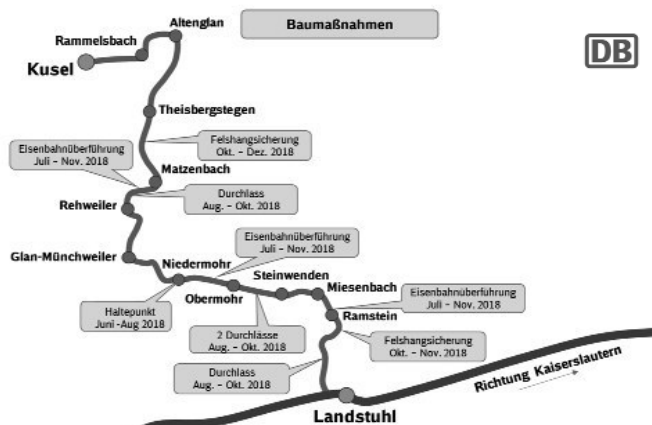 Baumaßnahmen
DB
Altenglan
Rammelsbach
Kusel
Theisbergstegen
Felshangsicherung
Okt. – Dez. 2018
Eisenbahnüberführung
Juli – Nov. 2018
Matzenbach
Durchlass
Aug. – Okt. 2018
Rehweiler
Glan-Münchweiler
Niedermohr
Eisenbahnüberführung
Juli – Nov. 2018
Steinwenden
Miesenbach
Obermohr
Haltepunkt
Juni -Aug 2018
Eisenbahnüberführung
Juli – Nov. 2018
Ramstein
2 Durchlässe
Aug. – Okt. 2018
Felshangsicherung
Okt. – Nov. 2018
Durchlass
Aug. – Okt. 2018
Richtung Kaiserslautern
Landstuhl